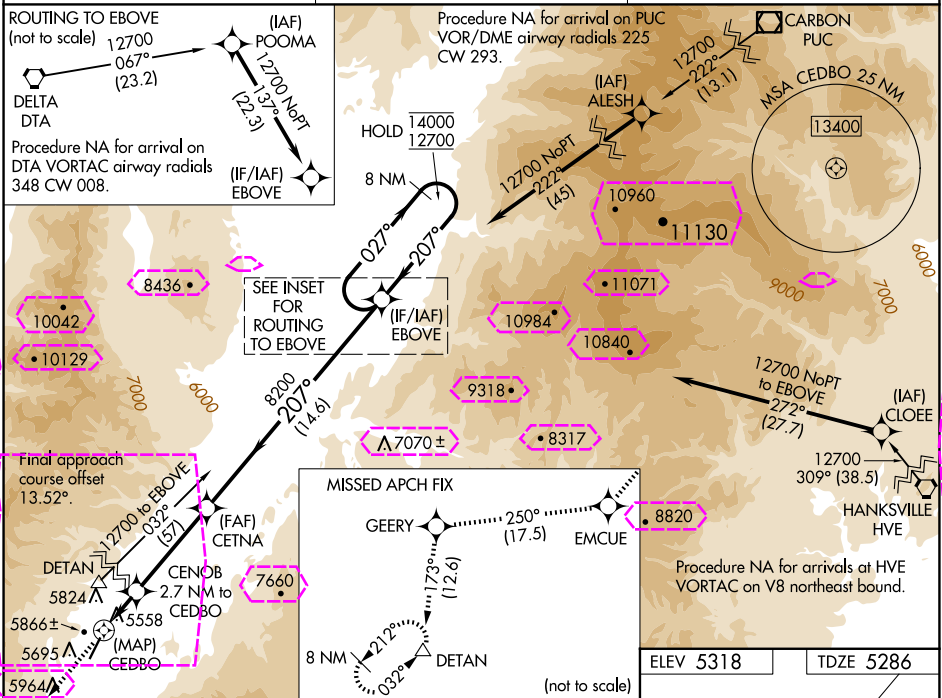 ROUTING TO EBOVE
(not to scale)
12700
067°
(23.2)
(IAF)
POOMA
12700 NoPT
137°
(22.3)
DELTA
DTA
Procedure NA for arrival on
DTA VORTAC airway radials
348 CW 008.
(IF/IAF)
EBOVE
Procedure NA for arrival on PUC
VOR/DME airway radials 225
CW 293.
CARBON
PUC
12700
222°
(13.1)
(IAF)
ALESH
MSA CEDBO 25 NM
13400
HOLD
14000
12700
8 NM
12700 NoPT
222°
(45)
027°
207°
10960
11130
6000
7000
9000
8436
10042
10129
SEE INSET
FOR
ROUTING
TO EBOVE
(IF/IAF)
EBOVE
11071
10984
10840
7000
6000
8200
207°
(14.6)
9318
12700 NoPT
to EBOVE
272°
(27.7)
(IAF)
CLOEE
7070 ±
8317
12700
309° (38.5)
HANKSVILLE
HVE
Final approach
course offset
13.52°.
12700 to EBOVE
032°
(57)
(FAF)
CETNA
MISSED APCH FIX
GEERY
250°
(17.5)
EMCUE
8820
173°
(12.6)
Procedure NA for arrivals at HVE
VORTAC on V8 northeast bound.
DETAN
5824
CENOB
2.7 NM to
CEDBO
7660
5866±
5558
5695
(MAP)
CEDBO
5964
8 NM
212°
032°
DETAN
(not to scale)
ELEV 5318
TDZE 5286